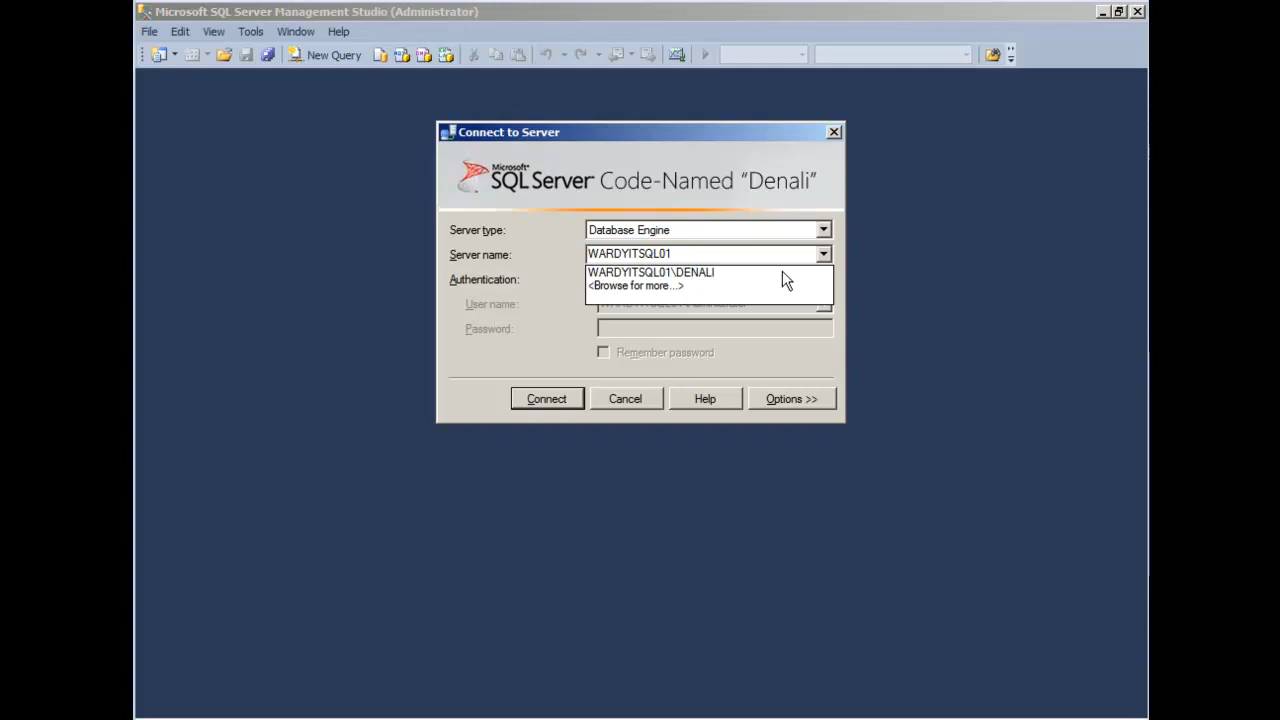 Microsoft SQL Server Management Studio (Administrator)
File Edit View Tools Window Help
New Query
Connect to Server
Microsoft®
SQL Server Code-Named "Denali"
Server type: Database Engine
Server name: WARDYITSQL01
WARDYITSQL01\DENALI
Authentication:
<Browse for more...>
User name:
Password:
Remember password
Connect Cancel Help Options >>